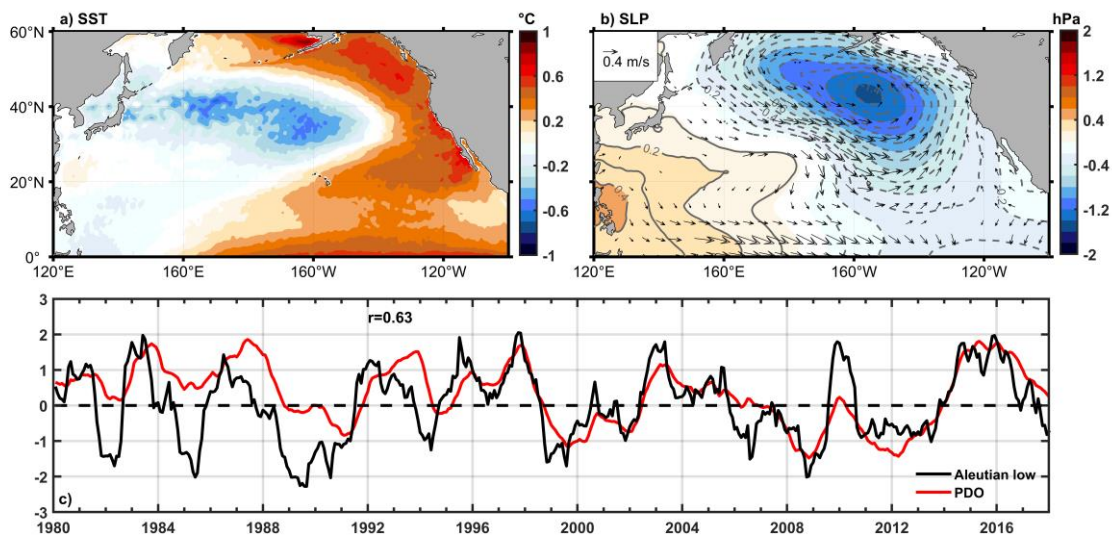 a) SST
°C
60°N
40°N
20°N
0°
120°E
160°E
160°W
120°W
1
0.6
0.2
-0.2
-0.6
-1
b) SLP
hPa
0.4 m/s
0.2
120°E
160°E
160°W
120°W
2
1.2
0.4
-0.4
-1.2
-2
3
2
1
0
-1
-2
-3
r=0.63
Aleutian low
PDO
c)
1980
1984
1988
1992
1996
2000
2004
2008
2012
2016